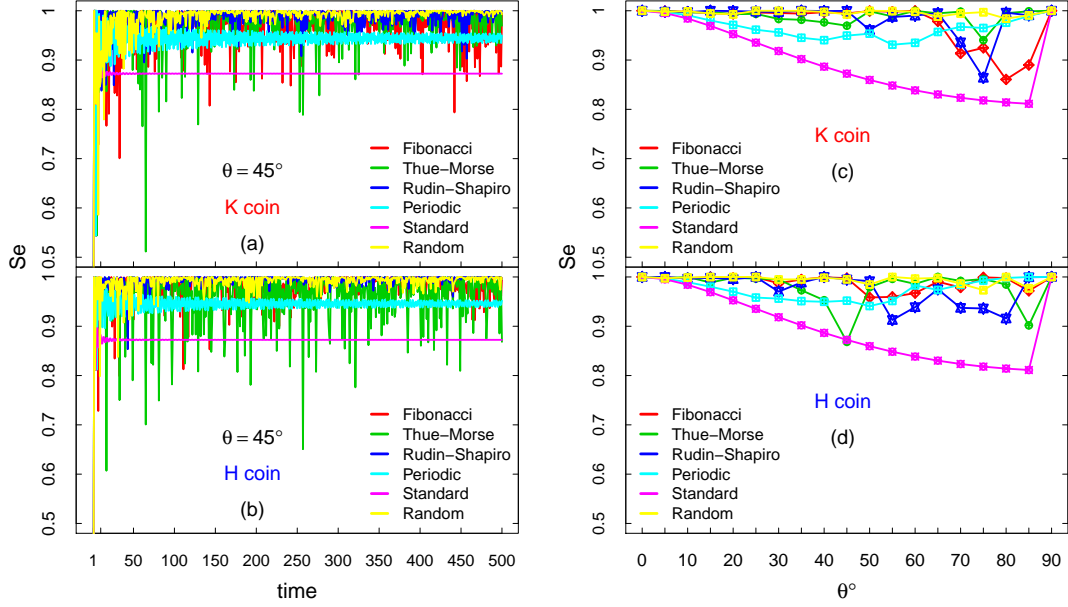 Se
1
0.9
0.8
0.7
0.6
0.5
θ = 45°
K coin
(a)
Fibonacci
Thue−Morse
Rudin−Shapiro
Periodic
Standard
Random
Se
1
0.9
0.8
0.7
0.6
0.5
θ = 45°
H coin
(b)
Fibonacci
Thue−Morse
Rudin−Shapiro
Periodic
Standard
Random
1 50 100 150 200 250 300 350 400 450 500
time
Se
1
0.9
0.8
0.7
0.6
0.5
K coin
(c)
Fibonacci
Thue−Morse
Rudin−Shapiro
Periodic
Standard
Random
1
0.9
0.8
0.7
0.6
0.5
Se
H coin
(d)
Fibonacci
Thue−Morse
Rudin−Shapiro
Periodic
Standard
Random
0 10 20 30 40 50 60 70 80 90
θ°